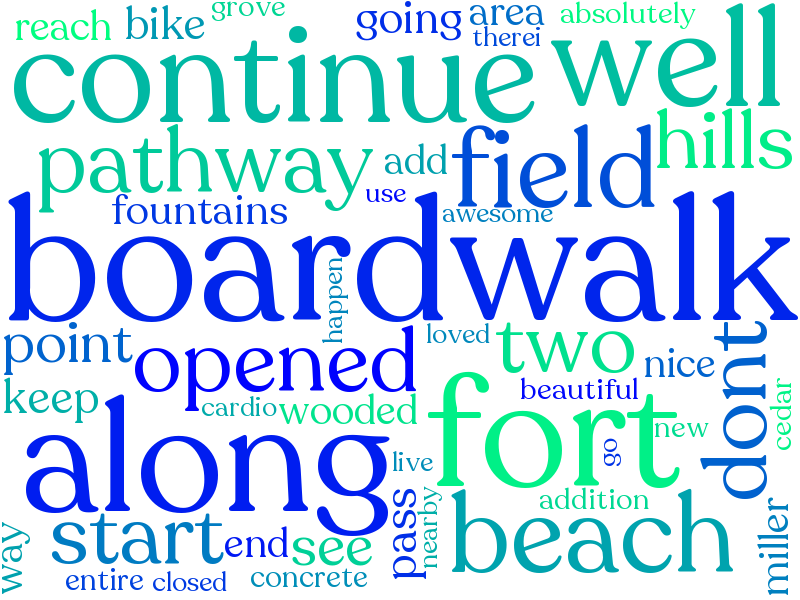 reach bike grove going area absolutely
therei
continue well
pathway add field hills
use
fountains awesome
boardwalk
happen
point opened loved two nice dont
keep cardio wooded beautiful cedar
along fort new
live go
start end see pass nearby beach addition miller
way entire closed concrete